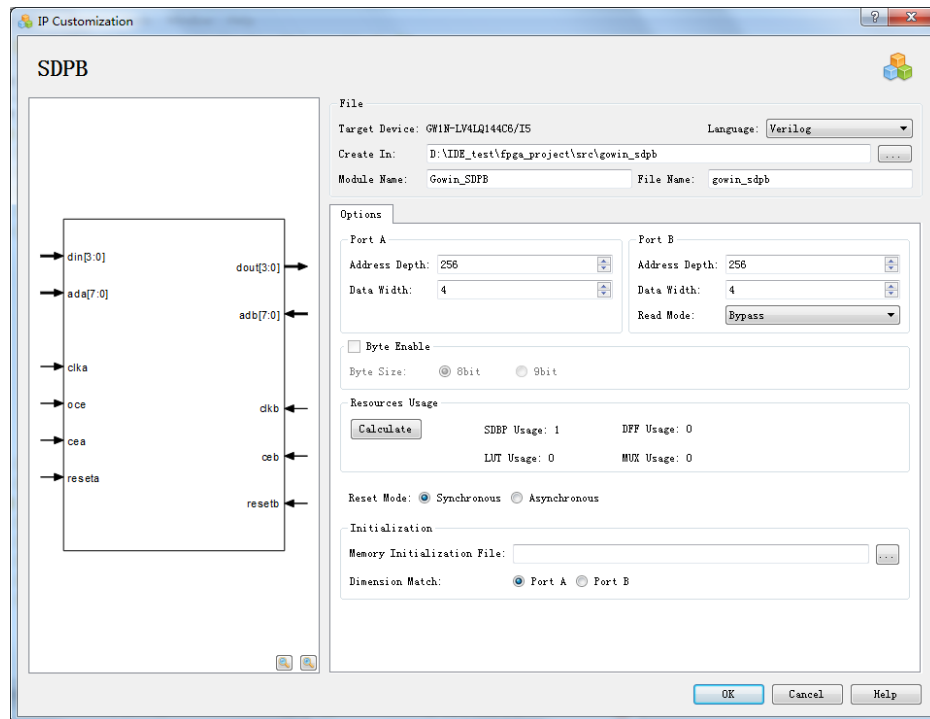 IP Customization
SDPB
File
Target Device: GW1N-LV4LQ144C6/I5 Language: Verilog
Create In: D:\IDE_test\fpga_project\src\gowin_sdpb ...
Module Name: Gowin_SDPB File Name: gowin_sdpb
Options
Port A
Address Depth: 256
Data Width: 4
Port B
Address Depth: 256
Data Width: 4
Read Mode: Bypass
Byte Enable
Byte Size: 8bit 9bit
Resources Usage
Calculate SDBP Usage: 1 DFF Usage: 0
LUT Usage: 0 MUX Usage: 0
Reset Mode: Synchronous Asynchronous
Initialization
Memory Initialization File: ...
Dimension Match: Port A Port B
din[3:0]
ada[7:0]
clka
oce
cea
reseta
dout[3:0]
adb[7:0]
clkb
ceb
resetb
OK Cancel Help